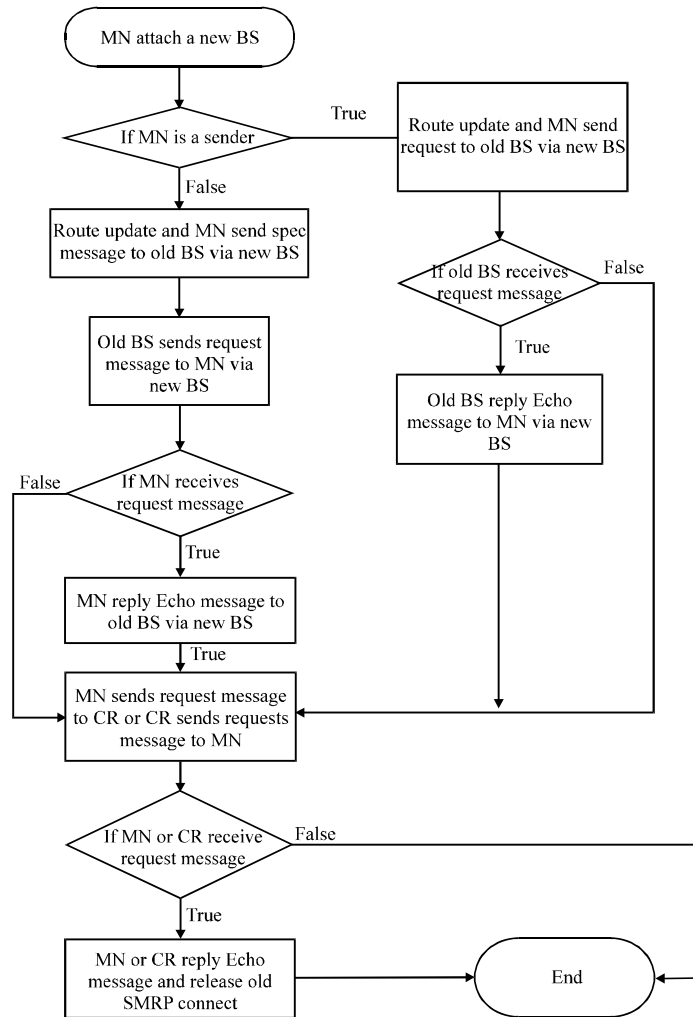 MN attach a new BS
If MN is a sender
True
False
Route update and MN send
request to old BS via new BS
Route update and MN send spec
message to old BS via new BS
If old BS receives
request message
False
True
Old BS sends request
message to MN via
new BS
Old BS reply Echo
message to MN via new
BS
False
If MN receives
request message
True
MN reply Echo message to
old BS via new BS
True
MN sends request message
to CR or CR sends requests
message to MN
If MN or CR receive
request message
False
True
MN or CR reply Echo
message and release old
SMRP connect
End